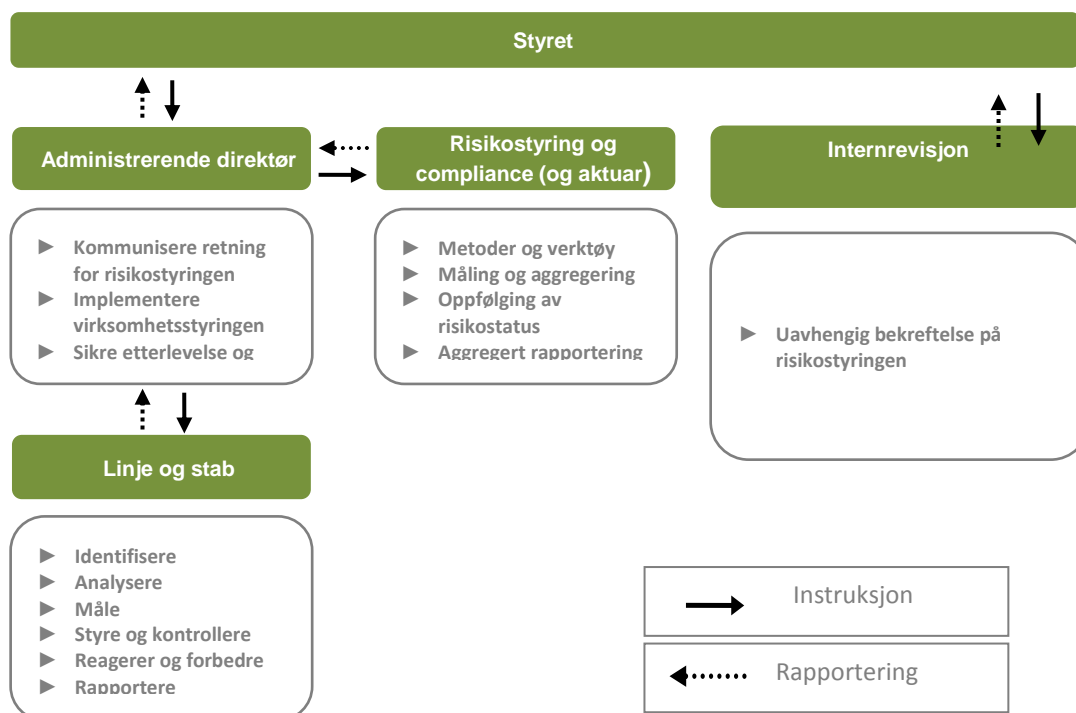 Styret
Administrerende direktør
Risikostyring og
compliance (og aktuar)
Internrevisjon
► Kommunisere retning
for risikostyringen
► Implementere
virksomhetsstyringen
► Sikre etterlevelse og
► Metoder og verktøy
► Måling og aggregering
► Oppfølging av
risikostatus
► Aggregert rapportering
► Uavhengig bekreftelse på
risikostyringen
Linje og stab
► Identifisere
► Analysere
► Måle
► Styre og kontrollere
► Reagerer og forbedre
► Rapportere
Instruksjon
Rapportering